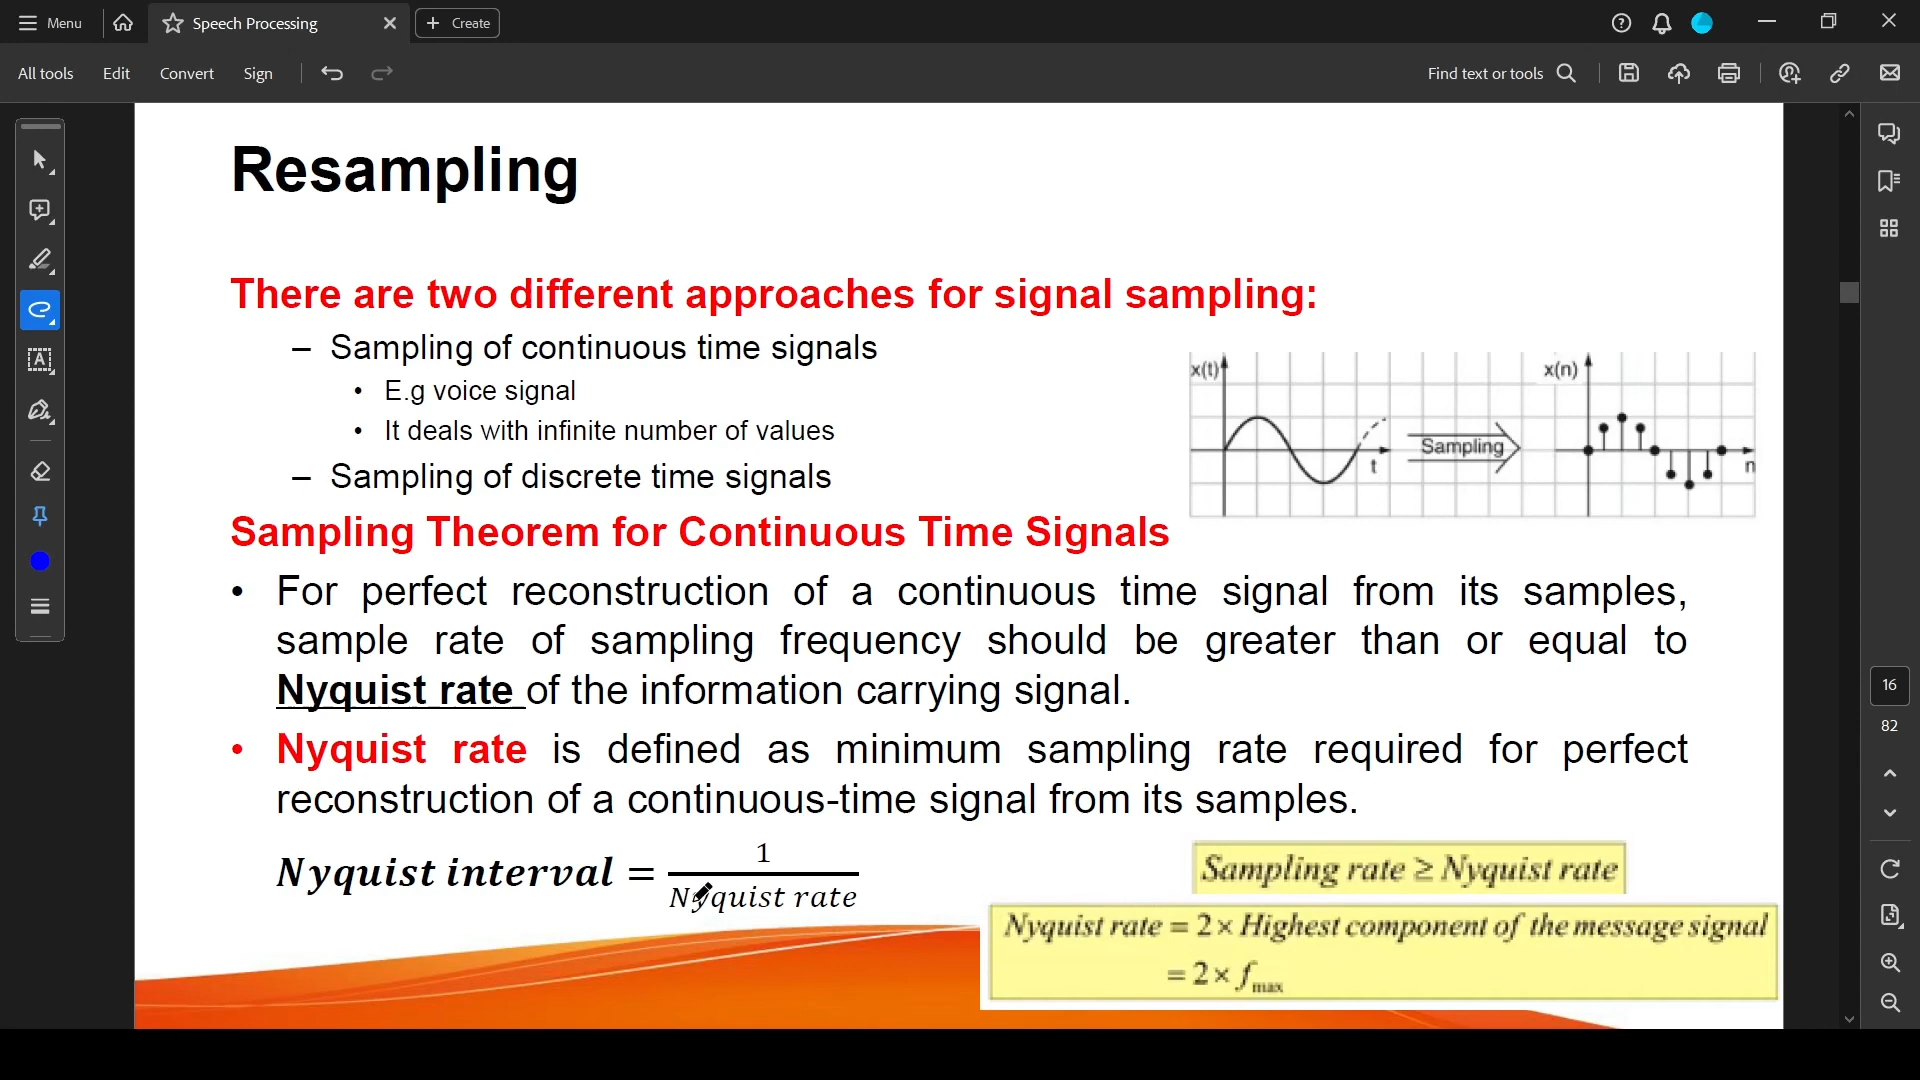 Menu
Speech Processing
Create
All tools Edit Convert Sign
Find text or tools
Resampling
There are two different approaches for signal sampling:
– Sampling of continuous time signals
• E.g voice signal
• It deals with infinite number of values
– Sampling of discrete time signals
x(t)
t
Sampling
x(n)
n
Sampling Theorem for Continuous Time Signals
• For perfect reconstruction of a continuous time signal from its samples,
sample rate of sampling frequency should be greater than or equal to
Nyquist rate of the information carrying signal.
• Nyquist rate is defined as minimum sampling rate required for perfect
reconstruction of a continuous-time signal from its samples.
Nyquist interval = 1
Nyquist rate
Sampling rate ≥ Nyquist rate
Nyquist rate = 2 × Highest component of the message signal
= 2 × fmax
16
82